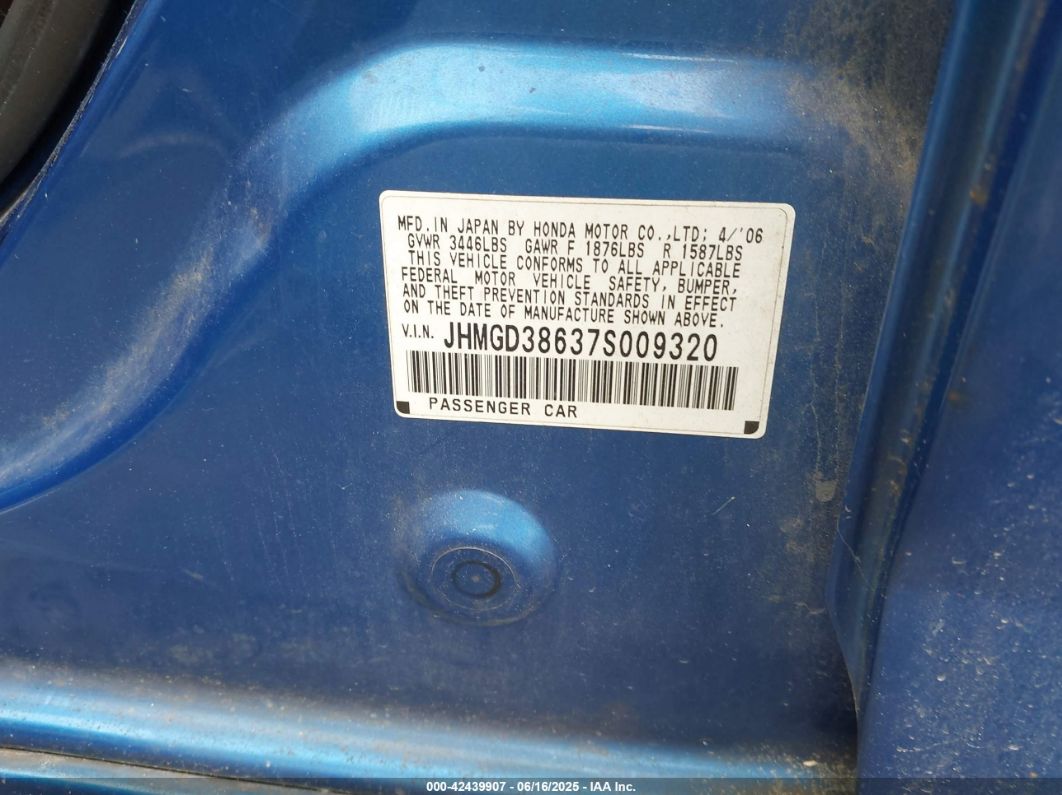 MFD. IN JAPAN BY HONDA MOTOR CO.,LTD; 4/'06
GVWR 3446LBS GAWR F 1876LBS R 1587LBS
THIS VEHICLE CONFORMS TO ALL APPLICABLE
FEDERAL MOTOR VEHICLE SAFETY, BUMPER,
AND THEFT PREVENTION STANDARDS IN EFFECT
ON THE DATE OF MANUFACTURE SHOWN ABOVE.
V.I.N. JHMGD38637S009320
PASSENGER CAR
000-42439907 - 06/16/2025 - IAA Inc.